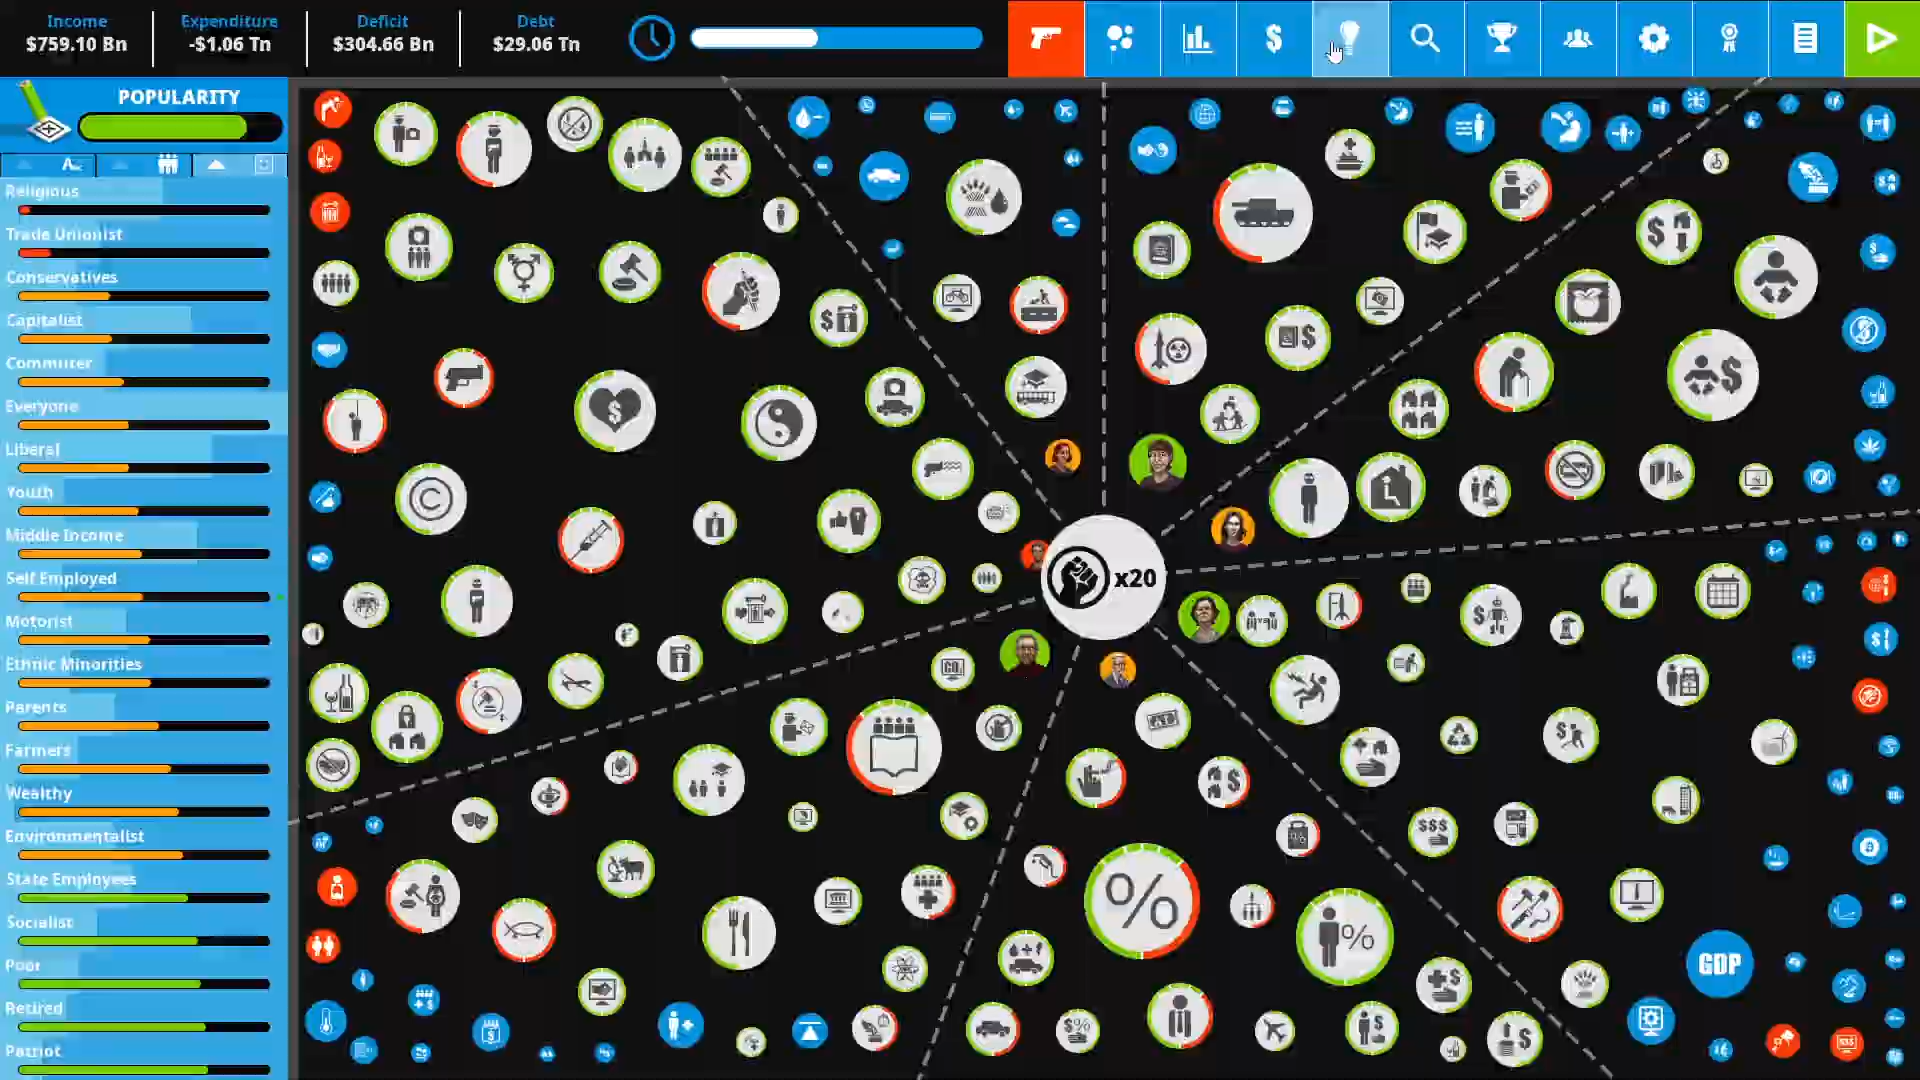 Income
$759.10 Bn
Expenditure
-$1.06 Tn
Deficit
$304.66 Bn
Debt
$29.06 Tn
POPULARITY
Religious
Trade Unionist
Conservatives
Capitalist
Commuter
Everyone
Liberal
Youth
Middle Income
Self Employed
Motorist
Ethnic Minorities
Parents
Farmers
Wealthy
Environmentalist
State Employees
Socialist
Poor
Retired
Patriot
x20
GDP